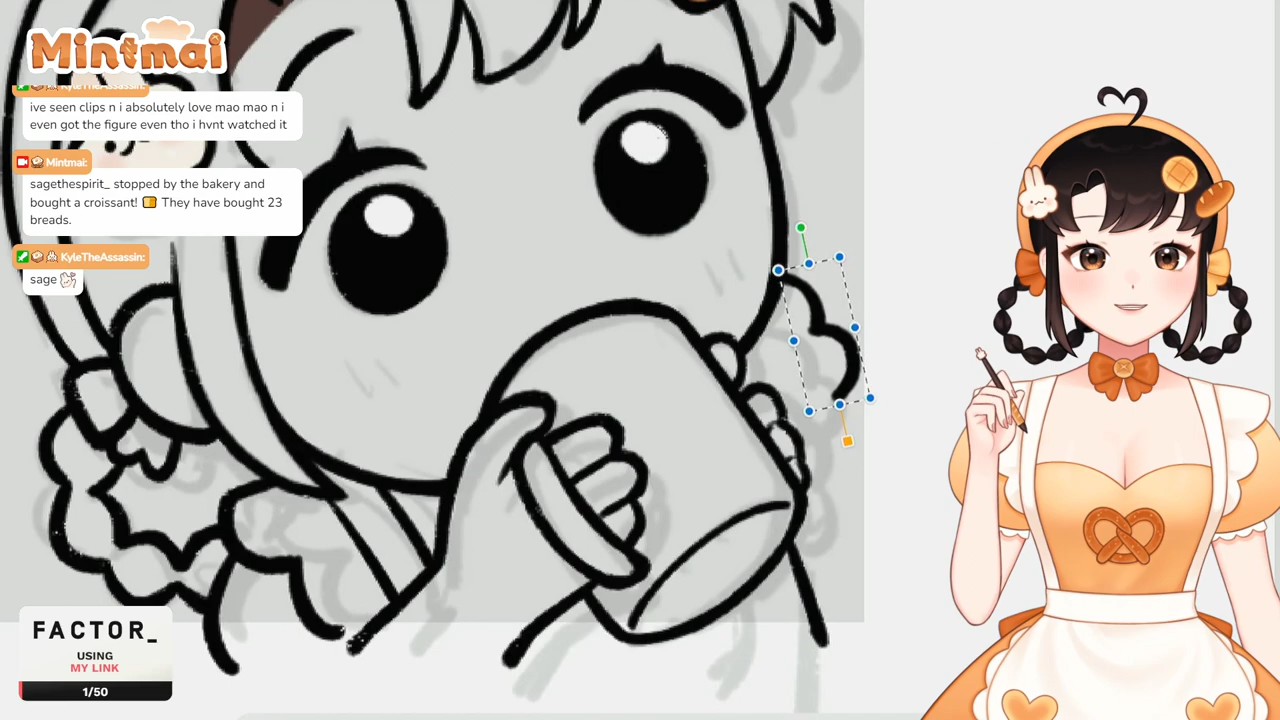 Mintmai
KyleTheAssassin:
ive seen clips n i absolutely love mao mao n i
even got the figure even tho i hvnt watched it
Mintmai:
sagethespirit_ stopped by the bakery and
bought a croissant! 🍞 They have bought 23
breads.
KyleTheAssassin:
sage
FACTOR_
USING
MY LINK
1/50